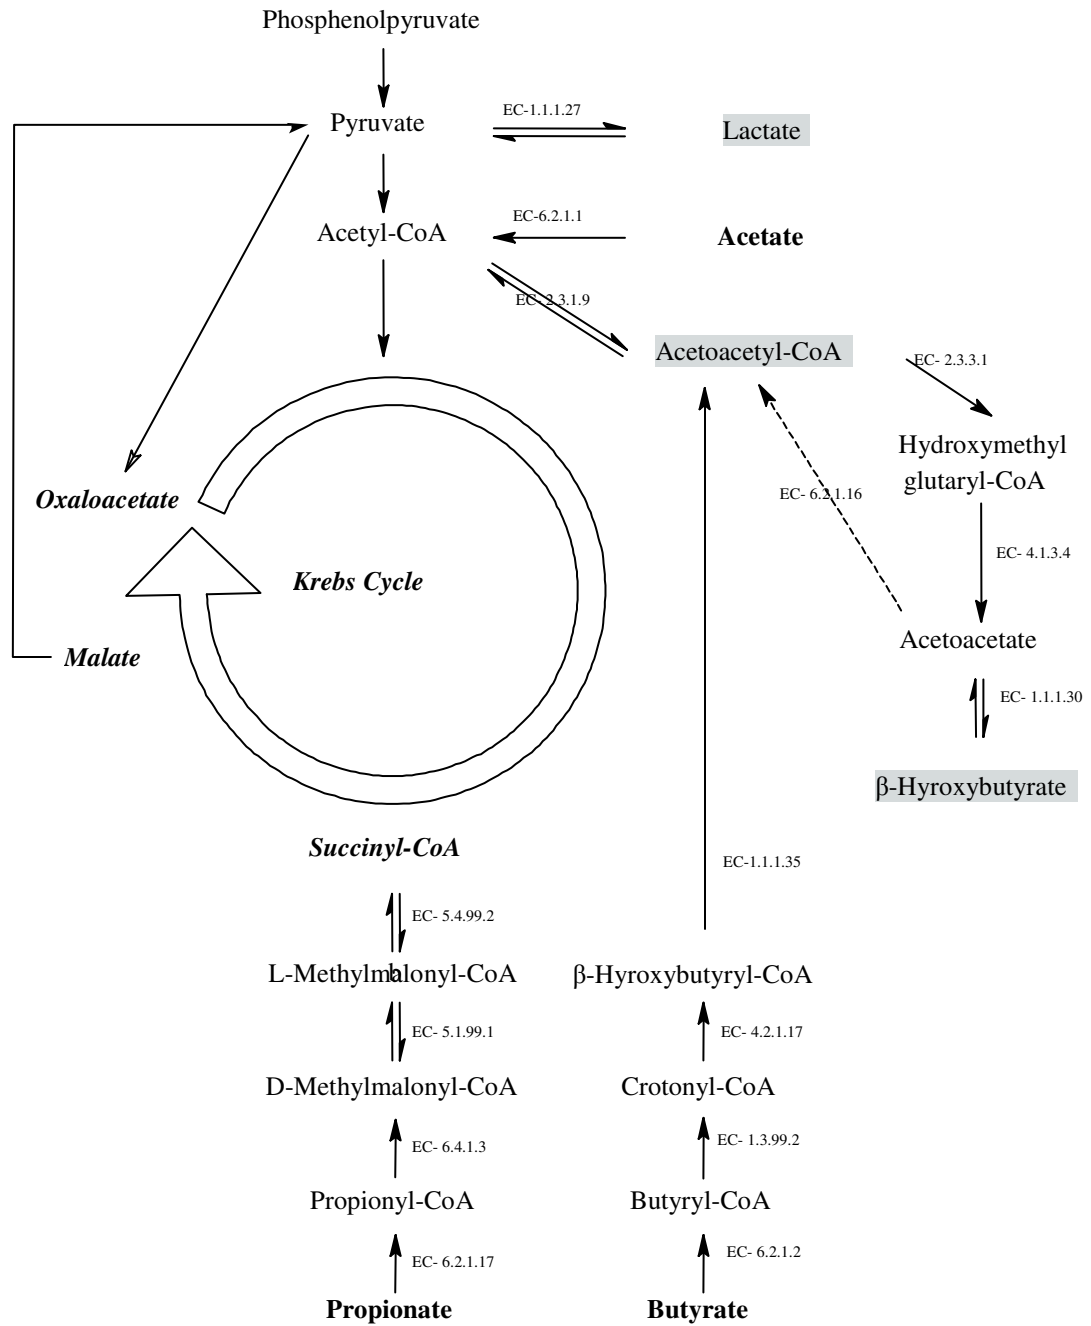 Phosphenolpyruvate
EC-1.1.1.27
Pyruvate
Lactate
EC-6.2.1.1
Acetyl-CoA
Acetate
EC- 2.3.1.9
Acetoacetyl-CoA
EC- 2.3.3.1
Hydroxymethyl
glutaryl-CoA
EC- 6.2.1.16
Oxaloacetate
EC- 4.1.3.4
Krebs Cycle
Acetoacetate
Malate
EC- 1.1.1.30
β-Hyroxybutyrate
Succinyl-CoA
EC-1.1.1.35
EC- 5.4.99.2
L-Methylmalonyl-CoA
β-Hyroxybutyryl-CoA
EC- 5.1.99.1
EC- 4.2.1.17
D-Methylmalonyl-CoA
Crotonyl-CoA
EC- 6.4.1.3
EC- 1.3.99.2
Propionyl-CoA
Butyryl-CoA
EC- 6.2.1.17
EC- 6.2.1.2
Propionate
Butyrate